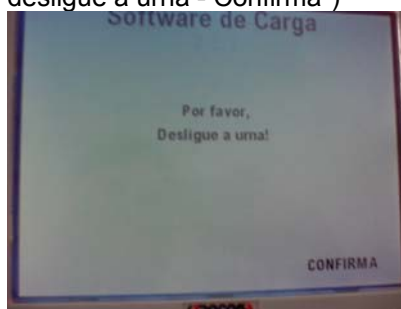 desligue a urna - Confirma")
Software de Carga
Por favor,
Desligue a urna!
CONFIRMA